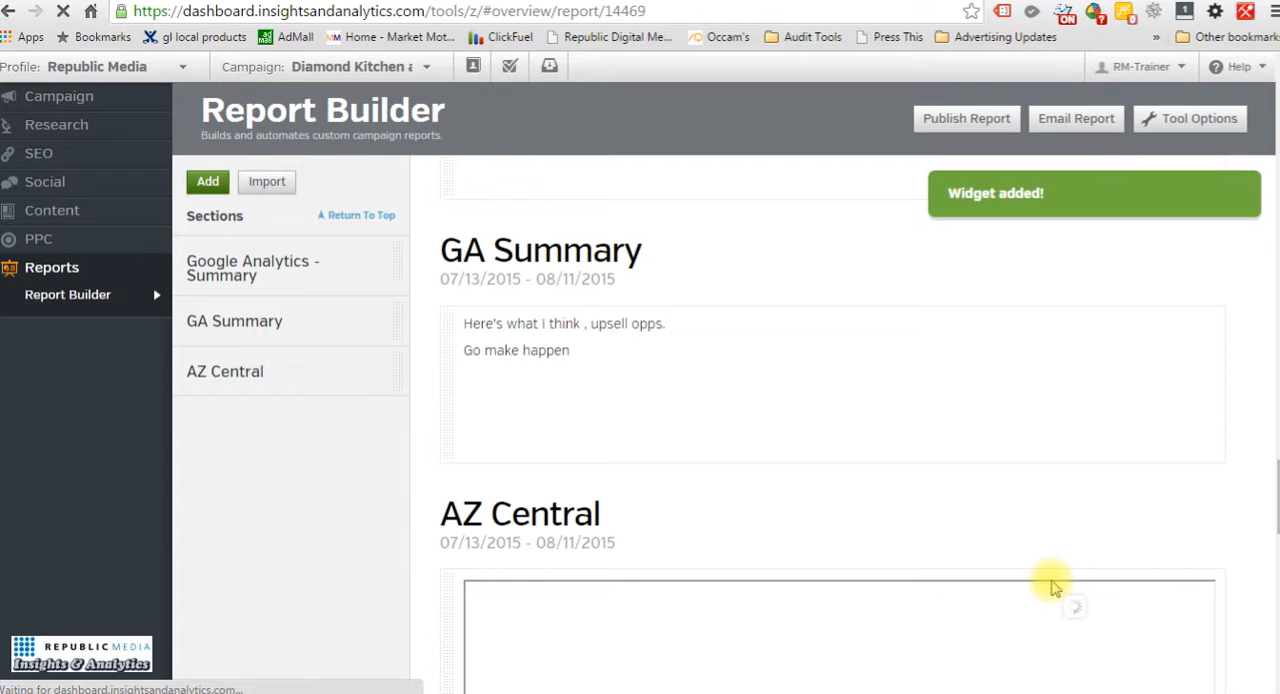 https://dashboard.insightsandanalytics.com/tools/z/#overview/report/14469
Apps Bookmarks gl local products AdMall Home - Market Mot... ClickFuel Republic Digital Me... Occam's Audit Tools Press This Advertising Updates » Other bookmarks
Profile: Republic Media Campaign: Diamond Kitchen a RM-Trainer Help
Campaign
Research
SEO
Social
Content
PPC
Reports
Report Builder
Report Builder
Builds and automates custom campaign reports.
Publish Report Email Report Tool Options
Add Import
Sections Return To Top
Google Analytics -
Summary
GA Summary
AZ Central
Widget added!
GA Summary
07/13/2015 - 08/11/2015
Here's what I think , upsell opps.
Go make happen
AZ Central
07/13/2015 - 08/11/2015
REPUBLIC MEDIA
Insights & Analytics
Waiting for dashboard.insightsandanalytics.com...